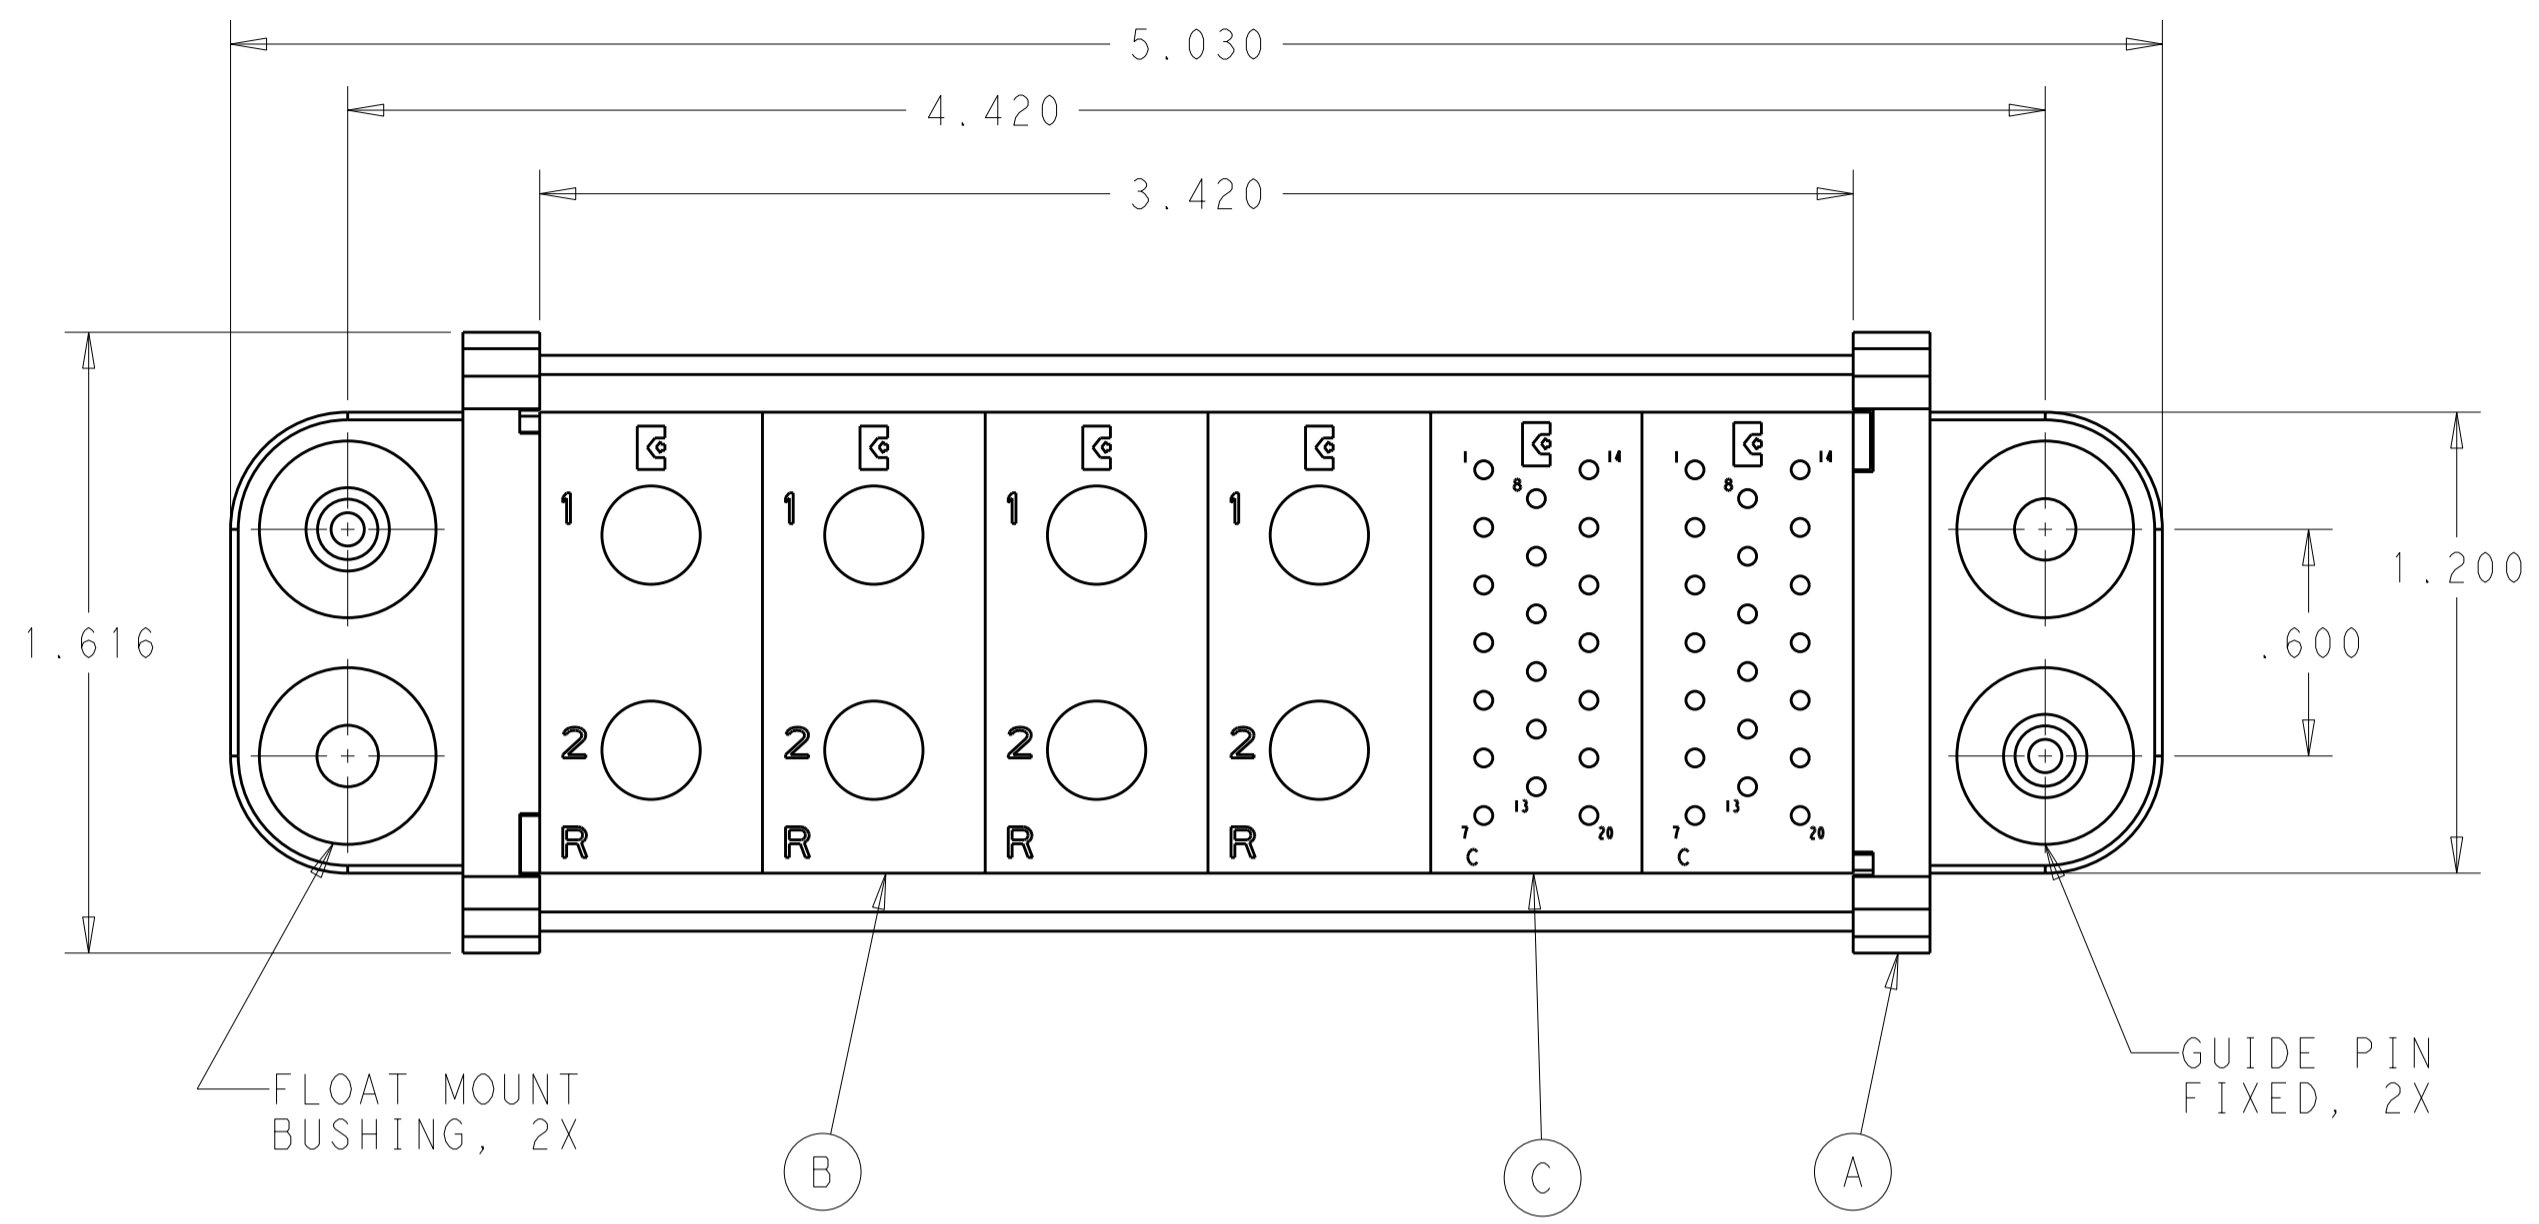 5.030
4.420
3.420
1 1 1 1
1 14 1 14
8 8
1.200
1.616
.600
2 2 2 2
13 13
7 20 7 20
R R R R
C C
FLOAT MOUNT
BUSHING, 2X
GUIDE PIN
FIXED, 2X
B
C
A